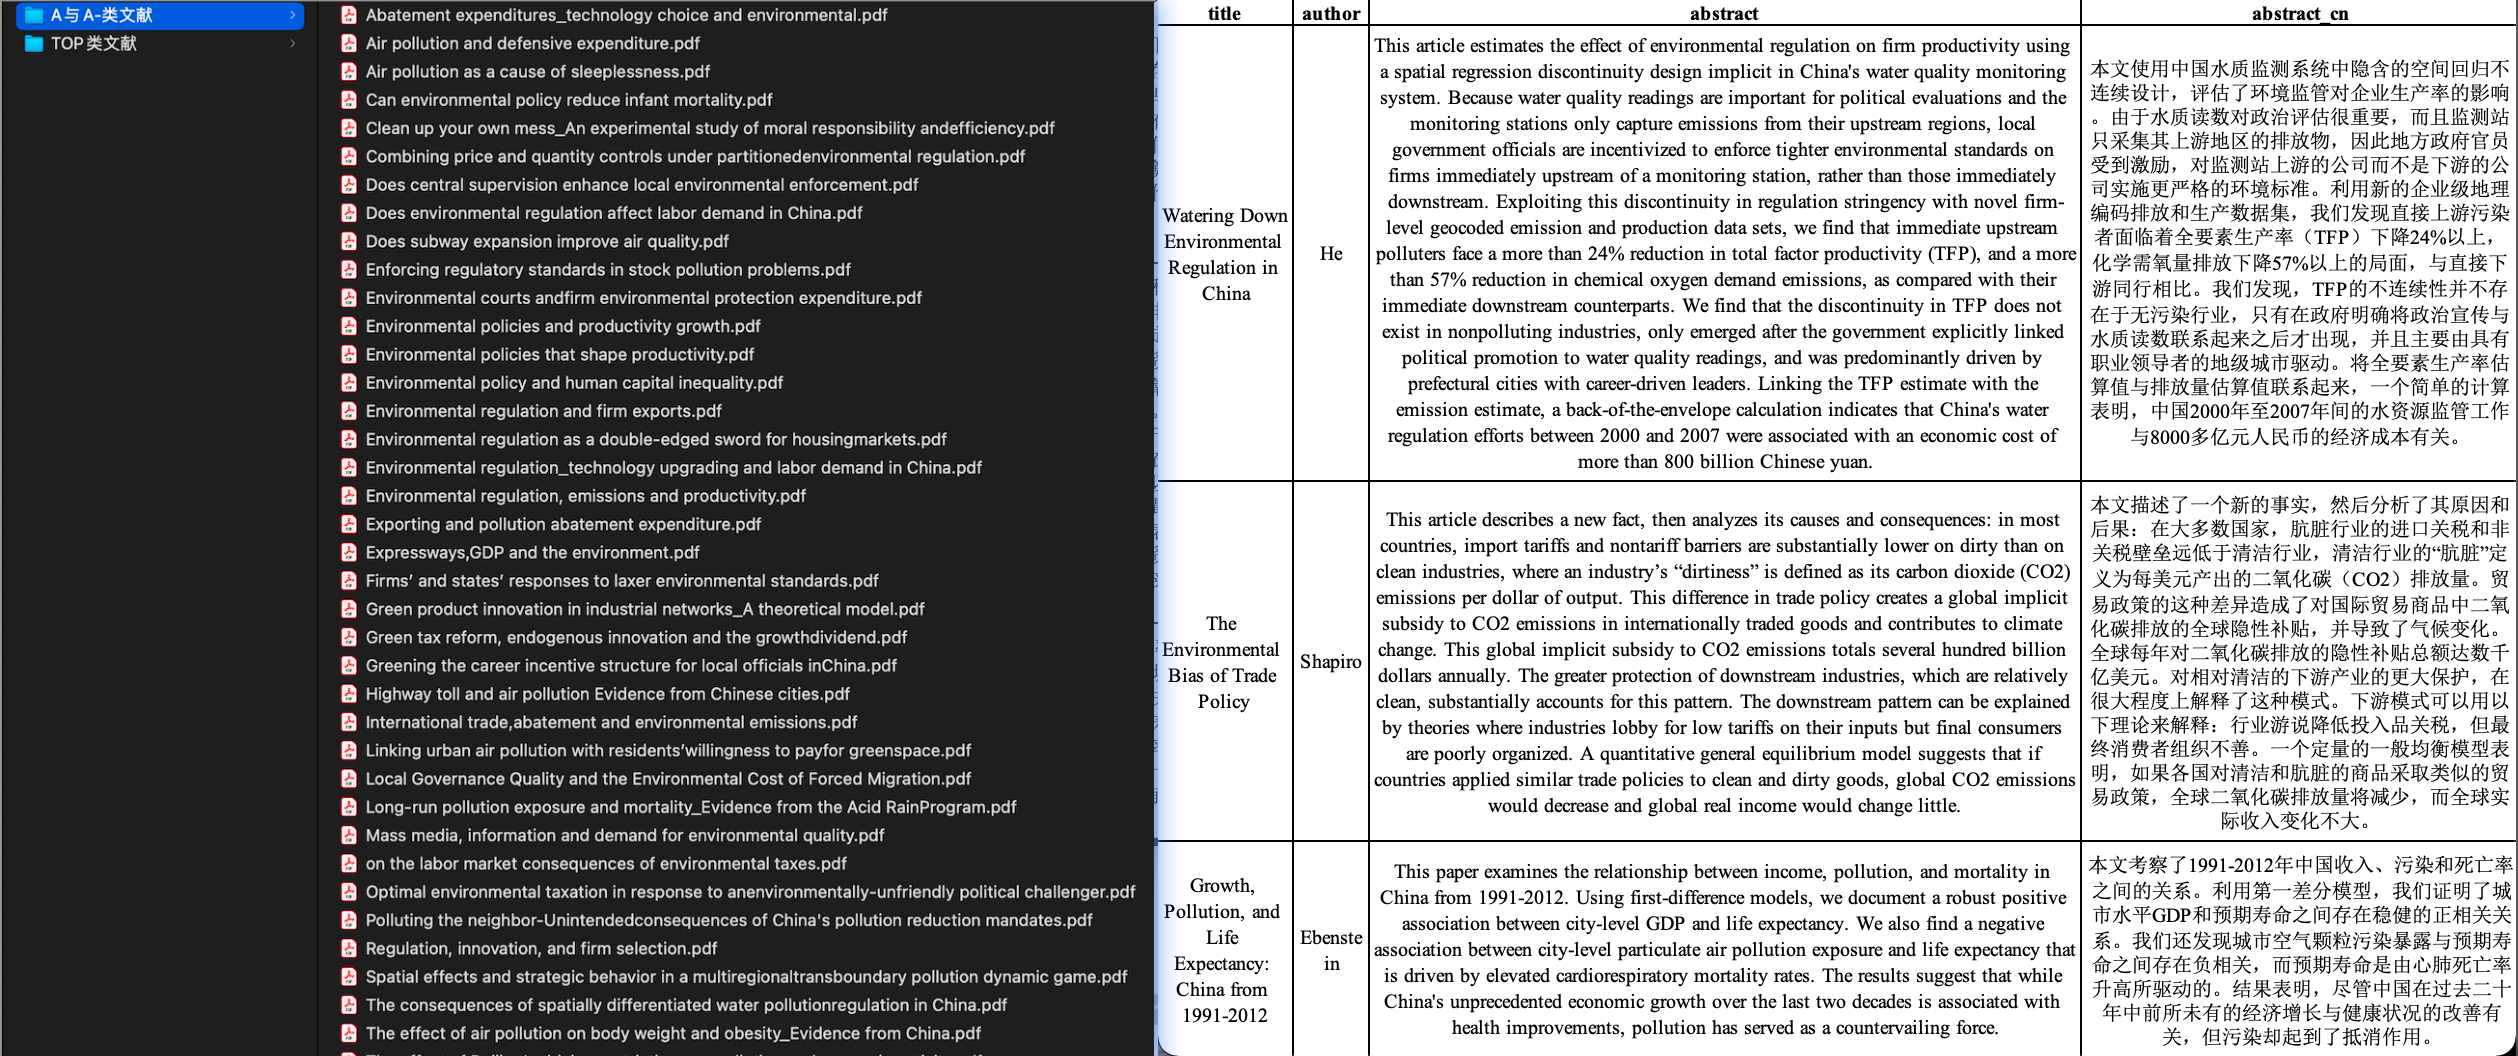 A与A-类文献
TOP类文献
Abatement expenditures_technology choice and environmental.pdf
Air pollution and defensive expenditure.pdf
Air pollution as a cause of sleeplessness.pdf
Can environmental policy reduce infant mortality.pdf
Clean up your own mess_An experimental study of moral responsibility andefficiency.pdf
Combining price and quantity controls under partitionedenvironmental regulation.pdf
Does central supervision enhance local environmental enforcement.pdf
Does environmental regulation affect labor demand in China.pdf
Does subway expansion improve air quality.pdf
Enforcing regulatory standards in stock pollution problems.pdf
Environmental courts andfirm environmental protection expenditure.pdf
Environmental policies and productivity growth.pdf
Environmental policies that shape productivity.pdf
Environmental policy and human capital inequality.pdf
Environmental regulation and firm exports.pdf
Environmental regulation as a double-edged sword for housingmarkets.pdf
Environmental regulation_technology upgrading and labor demand in China.pdf
Environmental regulation, emissions and productivity.pdf
Exporting and pollution abatement expenditure.pdf
Expressways,GDP and the environment.pdf
Firms’ and states’ responses to laxer environmental standards.pdf
Green product innovation in industrial networks_A theoretical model.pdf
Green tax reform, endogenous innovation and the growthdividend.pdf
Greening the career incentive structure for local officials inChina.pdf
Highway toll and air pollution Evidence from Chinese cities.pdf
International trade,abatement and environmental emissions.pdf
Linking urban air pollution with residents’willingness to payfor greenspace.pdf
Local Governance Quality and the Environmental Cost of Forced Migration.pdf
Long-run pollution exposure and mortality_Evidence from the Acid RainProgram.pdf
Mass media, information and demand for environmental quality.pdf
on the labor market consequences of environmental taxes.pdf
Optimal environmental taxation in response to anenvironmentally-unfriendly political challenger.pdf
Polluting the neighbor-Unintendedconsequences of China's pollution reduction mandates.pdf
Regulation, innovation, and firm selection.pdf
Spatial effects and strategic behavior in a multiregionaltransboundary pollution dynamic game.pdf
The consequences of spatially differentiated water pollutionregulation in China.pdf
The effect of air pollution on body weight and obesity_Evidence from China.pdf
title
author
abstract
abstract_cn
Watering Down
Environmental
Regulation in
China
He
This article estimates the effect of environmental regulation on firm productivity using
a spatial regression discontinuity design implicit in China's water quality monitoring
system. Because water quality readings are important for political evaluations and the
monitoring stations only capture emissions from their upstream regions, local
government officials are incentivized to enforce tighter environmental standards on
firms immediately upstream of a monitoring station, rather than those immediately
downstream. Exploiting this discontinuity in regulation stringency with novel firm-
level geocoded emission and production data sets, we find that immediate upstream
polluters face a more than 24% reduction in total factor productivity (TFP), and a more
than 57% reduction in chemical oxygen demand emissions, as compared with their
immediate downstream counterparts. We find that the discontinuity in TFP does not
exist in nonpolluting industries, only emerged after the government explicitly linked
political promotion to water quality readings, and was predominantly driven by
prefectural cities with career-driven leaders. Linking the TFP estimate with the
emission estimate, a back-of-the-envelope calculation indicates that China's water
regulation efforts between 2000 and 2007 were associated with an economic cost of
more than 800 billion Chinese yuan.
本文使用中国水质监测系统中隐含的空间回归不
连续设计，评估了环境监管对企业生产率的影响
。由于水质读数对政治评估很重要，而且监测站
只采集其上游地区的排放物，因此地方政府官员
受到激励，对监测站上游的公司而不是下游的公
司实施更严格的环境标准。利用新的企业级地理
编码排放和生产数据集，我们发现直接上游污染
者面临着全要素生产率（TFP）下降24%以上，
化学需氧量排放下降57%以上的局面，与直接下
游同行相比。我们发现，TFP的不连续性并不存
在于无污染行业，只有在政府明确将政治宣传与
水质读数联系起来之后才出现，并且主要由具有
职业领导者的地级城市驱动。将全要素生产率估
算值与排放量估算值联系起来，一个简单的计算
表明，中国2000年至2007年间的水资源监管工作
与8000多亿元人民币的经济成本有关。
The
Environmental
Bias of Trade
Policy
Shapiro
This article describes a new fact, then analyzes its causes and consequences: in most
countries, import tariffs and nontariff barriers are substantially lower on dirty than on
clean industries, where an industry’s “dirtiness” is defined as its carbon dioxide (CO2)
emissions per dollar of output. This difference in trade policy creates a global implicit
subsidy to CO2 emissions in internationally traded goods and contributes to climate
change. This global implicit subsidy to CO2 emissions totals several hundred billion
dollars annually. The greater protection of downstream industries, which are relatively
clean, substantially accounts for this pattern. The downstream pattern can be explained
by theories where industries lobby for low tariffs on their inputs but final consumers
are poorly organized. A quantitative general equilibrium model suggests that if
countries applied similar trade policies to clean and dirty goods, global CO2 emissions
would decrease and global real income would change little.
本文描述了一个新的事实，然后分析了其原因和
后果：在大多数国家，肮脏行业的进口关税和非
关税壁垒远低于清洁行业，清洁行业的“肮脏”定
义为每美元产出的二氧化碳（CO2）排放量。贸
易政策的这种差异造成了对国际贸易商品中二氧
化碳排放的全球隐性补贴，并导致了气候变化。
全球每年对二氧化碳排放的隐性补贴总额达数千
亿美元。对相对清洁的下游产业的更大保护，在
很大程度上解释了这种模式。下游模式可以用以
下理论来解释：行业游说降低投入品关税，但最
终消费者组织不善。一个定量的一般均衡模型表
明，如果各国对清洁和肮脏的商品采取类似的贸
易政策，全球二氧化碳排放量将减少，而全球实
际收入变化不大。
Growth,
Pollution, and
Life
Expectancy:
China from
1991-2012
Ebenste
in
This paper examines the relationship between income, pollution, and mortality in
China from 1991-2012. Using first-difference models, we document a robust positive
association between city-level GDP and life expectancy. We also find a negative
association between city-level particulate air pollution exposure and life expectancy that
is driven by elevated cardiorespiratory mortality rates. The results suggest that while
China's unprecedented economic growth over the last two decades is associated with
health improvements, pollution has served as a countervailing force.
本文考察了1991-2012年中国收入、污染和死亡率
之间的关系。利用第一差分模型，我们证明了城
市水平GDP和预期寿命之间存在稳健的正相关关
系。我们还发现城市空气颗粒污染暴露与预期寿
命之间存在负相关，而预期寿命是由心肺死亡率
升高所驱动的。结果表明，尽管中国在过去二十
年中前所未有的经济增长与健康状况的改善有
关，但污染却起到了抵消作用。